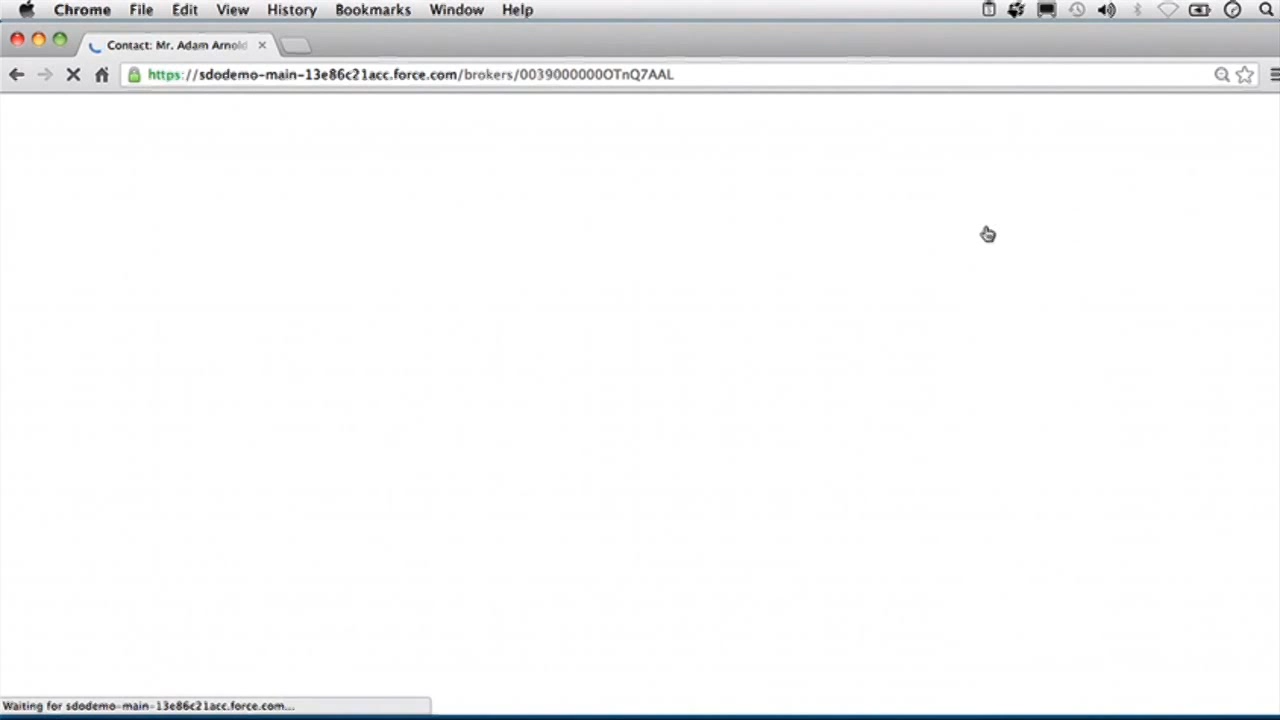 Chrome File Edit View History Bookmarks Window Help
Contact: Mr. Adam Arnold
https://sdodemo-main-13e86c21acc.force.com/brokers/0039000000OTnQ7AAL
Waiting for sdodemo-main-13e86c21acc.force.com...